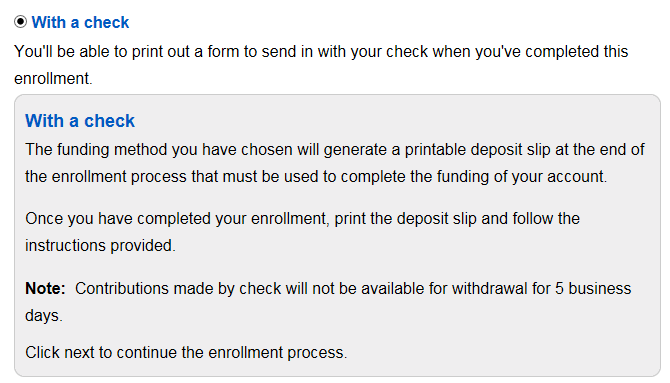 With a check
You'll be able to print out a form to send in with your check when you've completed this
enrollment.
With a check
The funding method you have chosen will generate a printable deposit slip at the end of
the enrollment process that must be used to complete the funding of your account.
Once you have completed your enrollment, print the deposit slip and follow the
instructions provided.
Note: Contributions made by check will not be available for withdrawal for 5 business
days.
Click next to continue the enrollment process.